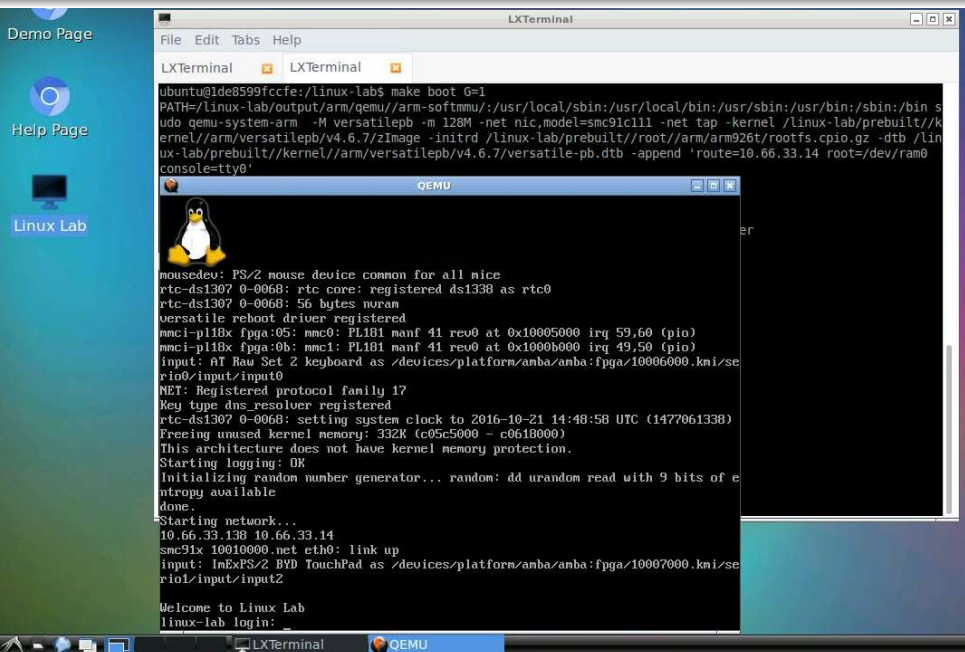 Demo Page
Help Page
Linux Lab
LXTerminal
File Edit Tabs Help
LXTerminal LXTerminal
ubuntu@1de8599fccfe:/linux-lab$ make boot G=1
PATH=/linux-lab/output/arm/qemu//arm-softmmu/:/usr/local/sbin:/usr/local/bin:/usr/sbin:/usr/bin:/sbin:/bin s
udo qemu-system-arm -M versatilepb -m 128M -net nic,model=smc91c111 -net tap -kernel /linux-lab/prebuilt//k
ernel//arm/versatilepb/v4.6.7/zImage -initrd /linux-lab/prebuilt//root//arm/arm926t/rootfs.cpio.gz -dtb /lin
ux-lab/prebuilt//kernel//arm/versatilepb/v4.6.7/versatile-pb.dtb -append 'route=10.66.33.14 root=/dev/ram0
console=tty0'
er
QEMU
mousedev: PS/2 mouse device common for all mice
rtc-ds1307 0-0068: rtc core: registered ds1338 as rtc0
rtc-ds1307 0-0068: 56 bytes nvram
versatile reboot driver registered
mmci-pl18x fpga:05: mmc0: PL181 manf 41 rev0 at 0x10005000 irq 59,60 (pio)
mmci-pl18x fpga:0b: mmc1: PL181 manf 41 rev0 at 0x1000b000 irq 49,50 (pio)
input: AT Raw Set 2 keyboard as /devices/platform/amba/amba:fpga/10006000.kmi/se
rio0/input/input0
NET: Registered protocol family 17
Key type dns_resolver registered
rtc-ds1307 0-0068: setting system clock to 2016-10-21 14:48:58 UTC (1477061338)
Freeing unused kernel memory: 332K (c05c5000 - c0618000)
This architecture does not have kernel memory protection.
Starting logging: OK
Initializing random number generator... random: dd urandom read with 9 bits of e
ntropy available
done.
Starting network...
10.66.33.138 10.66.33.14
smc91x 10010000.net eth0: link up
input: ImExPS/2 BYD TouchPad as /devices/platform/amba/amba:fpga/10007000.kmi/se
rio1/input/input2
Welcome to Linux Lab
linux-lab login: _
LXTerminal QEMU